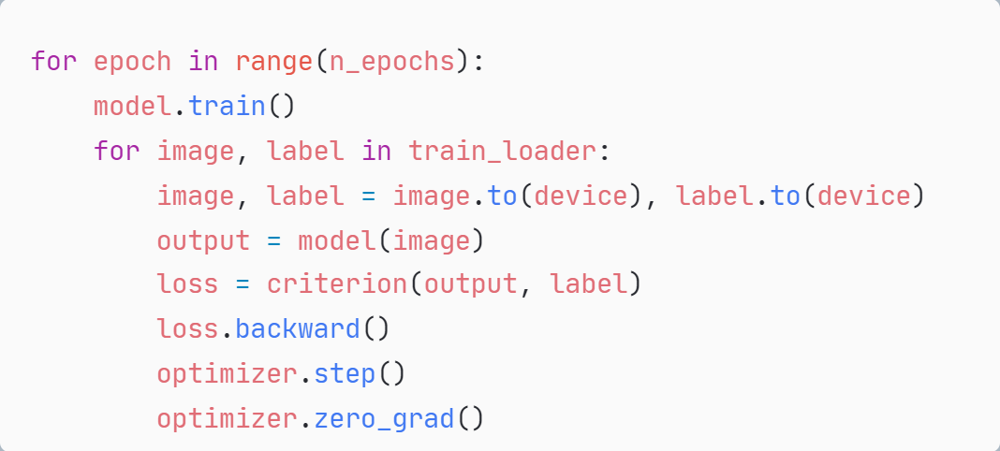 for epoch in range(n_epochs):
    model.train()
    for image, label in train_loader:
        image, label = image.to(device), label.to(device)
        output = model(image)
        loss = criterion(output, label)
        loss.backward()
        optimizer.step()
        optimizer.zero_grad()